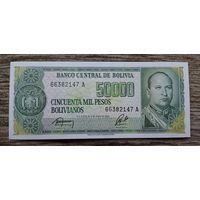 BANCO CENTRAL DE BOLIVIA
66382147 A
50000
CINCUENTA MIL PESOS
BOLIVIANOS
66382147 A